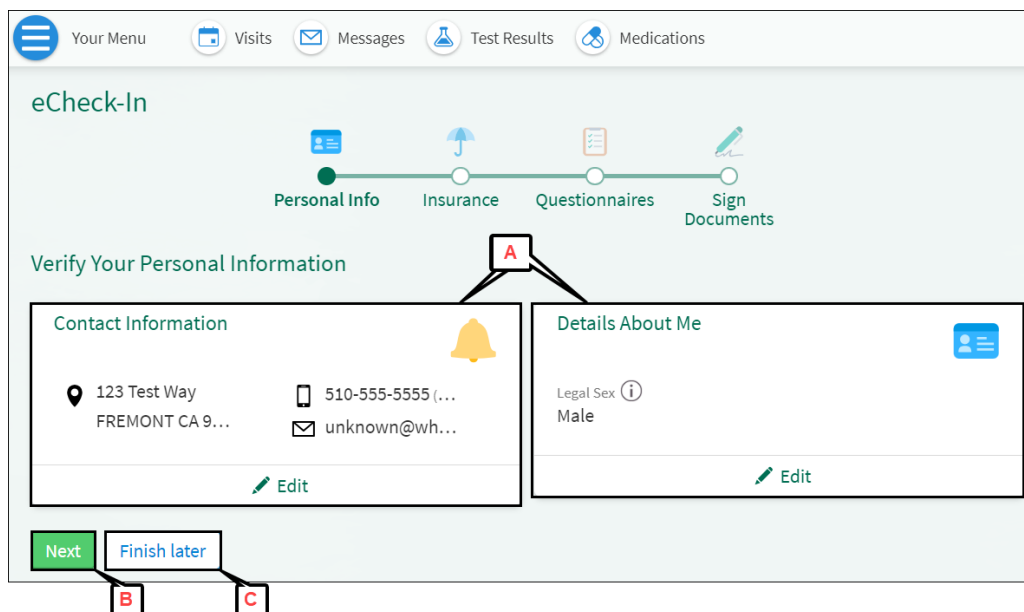 Your Menu Visits Messages Test Results Medications
eCheck-In
Personal Info Insurance Questionnaires Sign
Documents
A
Verify Your Personal Information
Contact Information
Details About Me
123 Test Way
510-555-5555 (...
FREMONT CA 9...
unknown@wh...
Legal Sex i
Male
Edit
Edit
Next Finish later
B C